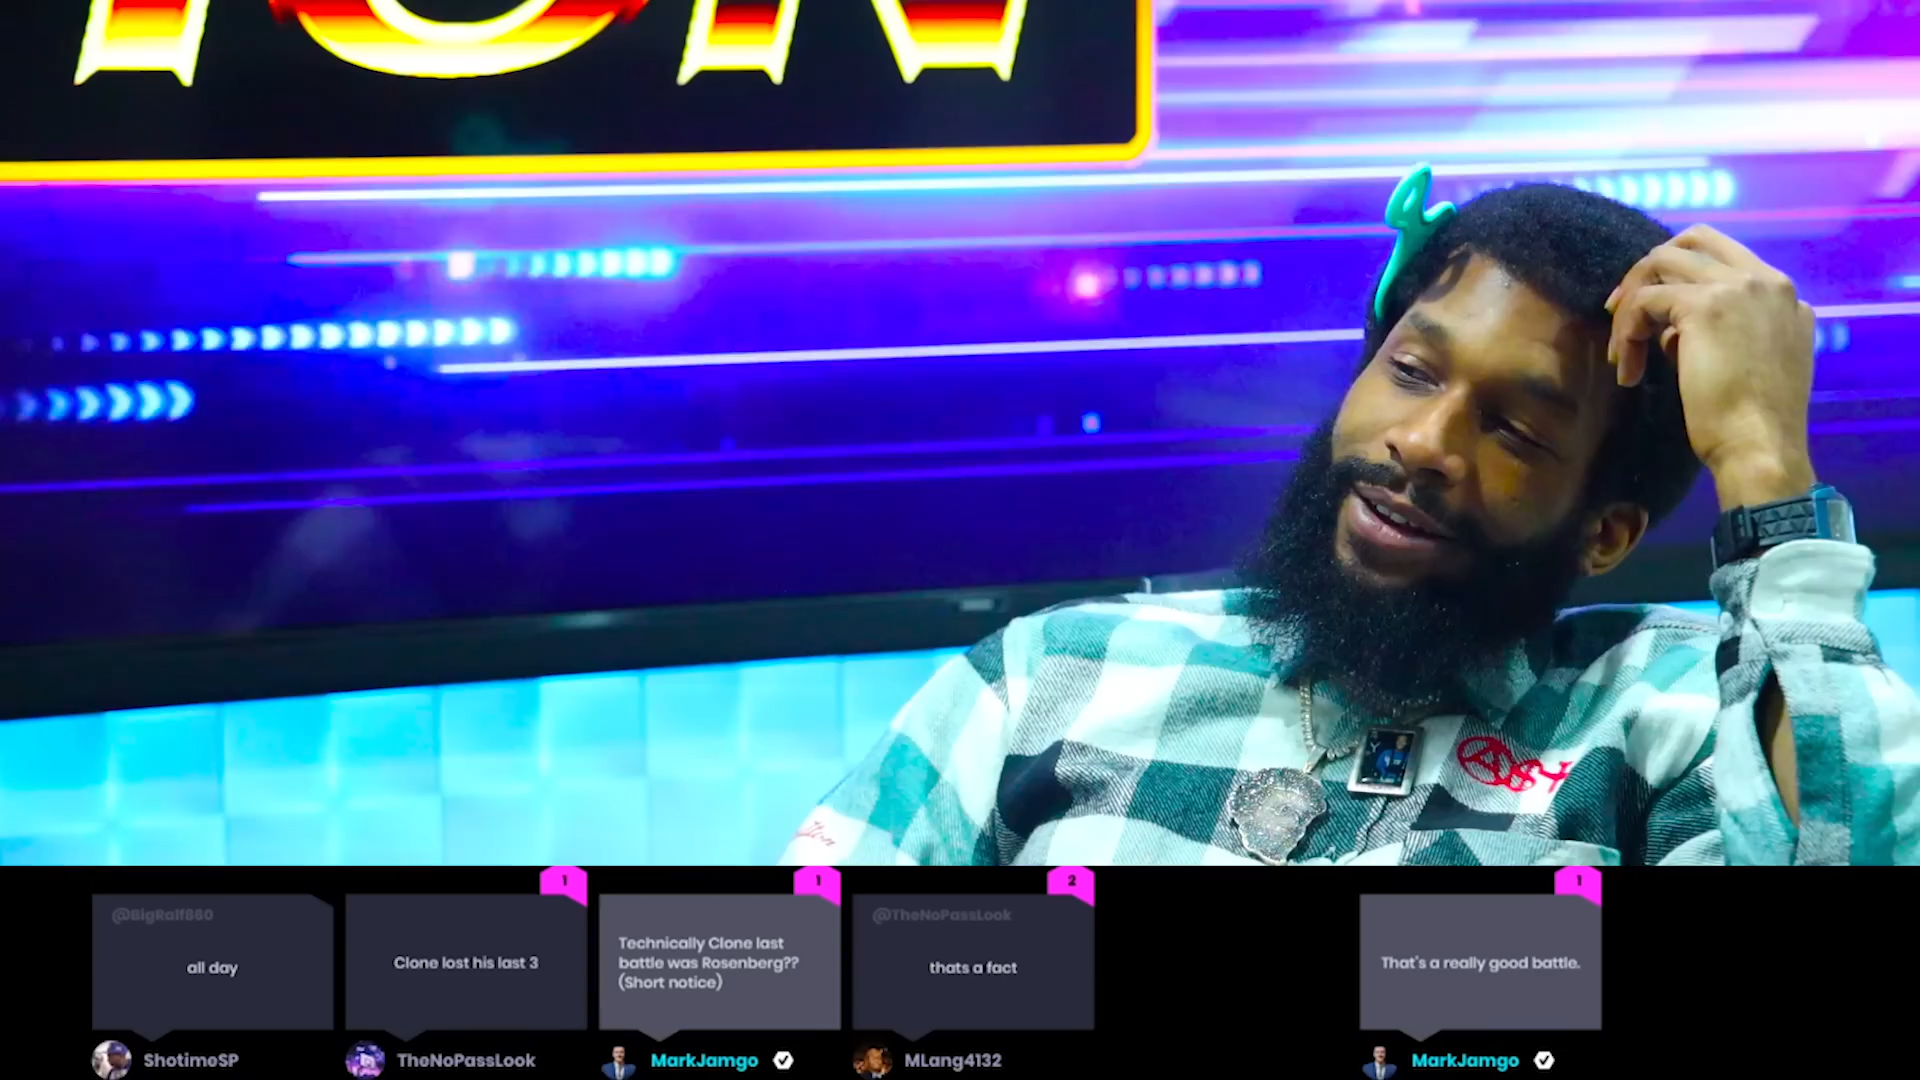 ION
1
1
2
1
@BigRalf860
all day
Clone lost his last 3
Technically Clone last
battle was Rosenberg??
(Short notice)
@TheNoPassLook
thats a fact
That's a really good battle.
ShotimeSP
TheNoPassLook
MarkJamgo
MLang4132
MarkJamgo